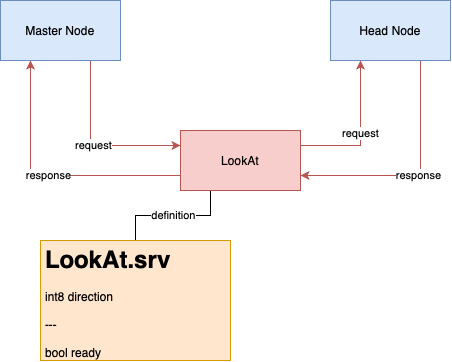 Master Node
Head Node
request
request
LookAt
response
response
definition
LookAt.srv
int8 direction
---
bool ready